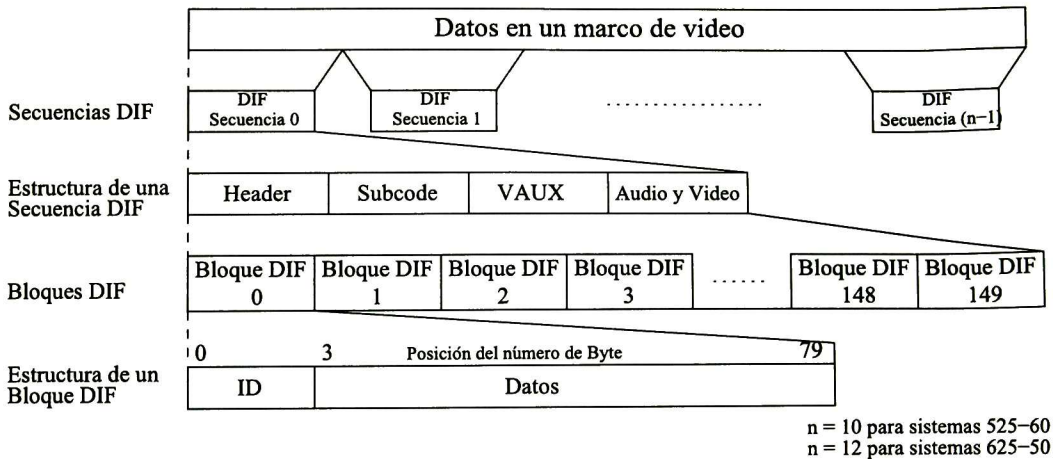 Datos en un marco de video
Secuencias DIF
DIF
Secuencia 0
DIF
Secuencia 1
....................
DIF
Secuencia (n−1)
Estructura de una
Secuencia DIF
Header
Subcode
VAUX
Audio y Video
Bloques DIF
Bloque DIF
0
Bloque DIF
1
Bloque DIF
2
Bloque DIF
3
......
Bloque DIF
148
Bloque DIF
149
0
3
Posición del número de Byte
79
Estructura de un
Bloque DIF
ID
Datos
n = 10 para sistemas 525−60
n = 12 para sistemas 625−50